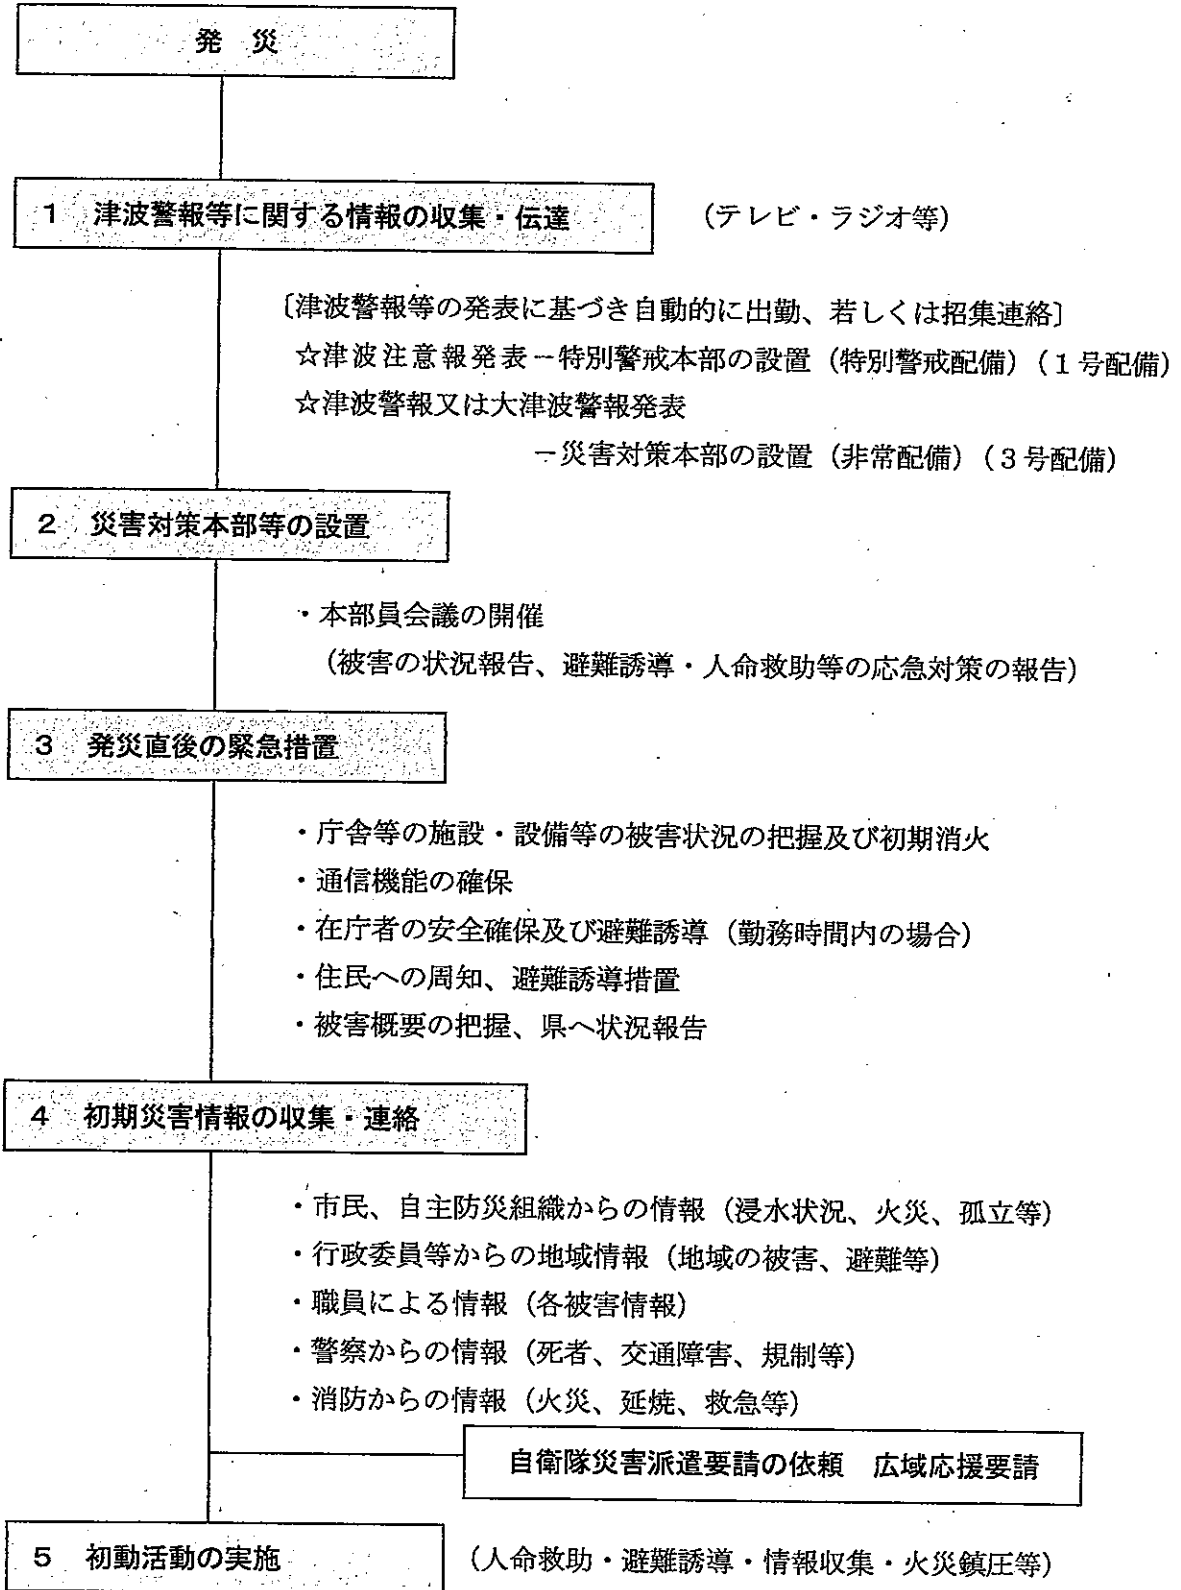 発 災
1 津波警報等に関する情報の収集・伝達 (テレビ・ラジオ等)
〔津波警報等の発表に基づき自動的に出勤、若しくは招集連絡〕
☆津波注意報発表－特別警戒本部の設置（特別警戒配備）（１号配備）
☆津波警報又は大津波警報発表
－災害対策本部の設置（非常配備）（３号配備）
2 災害対策本部等の設置
・本部員会議の開催
（被害の状況報告、避難誘導・人命救助等の応急対策の報告）
3 発災直後の緊急措置
・庁舎等の施設・設備等の被害状況の把握及び初期消火
・通信機能の確保
・在庁者の安全確保及び避難誘導（勤務時間内の場合）
・住民への周知、避難誘導措置
・被害概要の把握、県へ状況報告
4 初期災害情報の収集・連絡
・市民、自主防災組織からの情報（浸水状況、火災、孤立等）
・行政委員等からの地域情報（地域の被害、避難等）
・職員による情報（各被害情報）
・警察からの情報（死者、交通障害、規制等）
・消防からの情報（火災、延焼、救急等）
自衛隊災害派遣要請の依頼 広域応援要請
5 初動活動の実施 （人命救助・避難誘導・情報収集・火災鎮圧等）